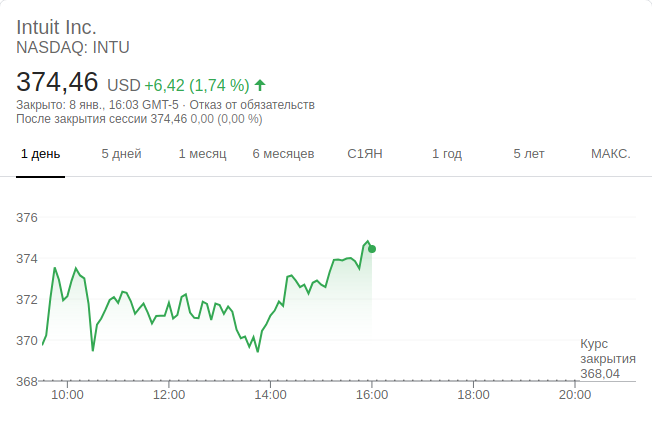 Intuit Inc.
NASDAQ: INTU
374,46 USD +6,42 (1,74 %)
Закрыто: 8 янв., 16:03 GMT-5 · Отказ от обязательств
После закрытия сессии 374,46 0,00 (0,00 %)
1 день 5 дней 1 месяц 6 месяцев С1ЯН 1 год 5 лет МАКС.
376
374
372
370
368
Курс
закрытия
368,04
10:00 12:00 14:00 16:00 18:00 20:00